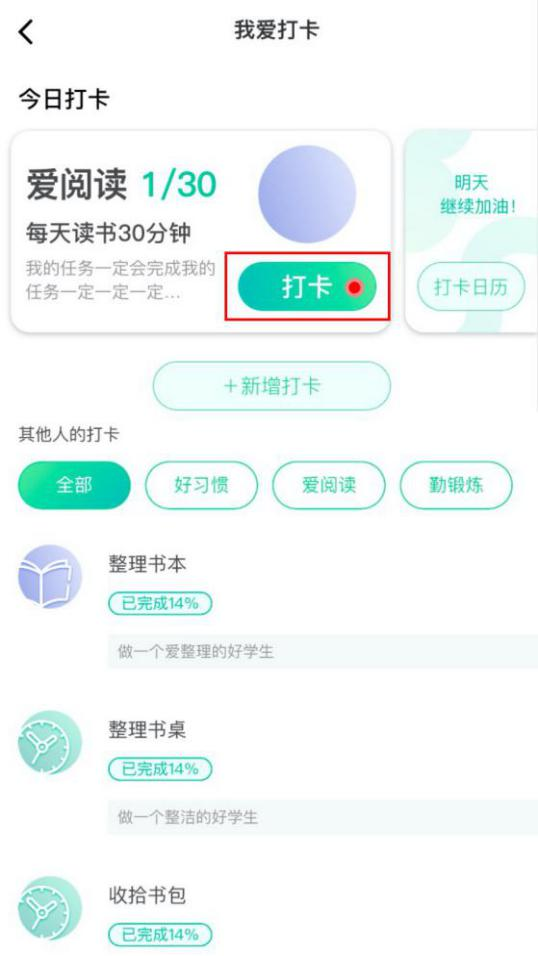 我爱打卡
今日打卡
爱阅读 1/30
每天读书30分钟
我的任务一定会完成我的
任务一定一定一定...
打卡
明天
继续加油!
打卡日历
+新增打卡
其他人的打卡
全部
好习惯
爱阅读
勤锻炼
整理书本
已完成14%
做一个爱整理的好学生
整理书桌
已完成14%
做一个整洁的好学生
收拾书包
已完成14%